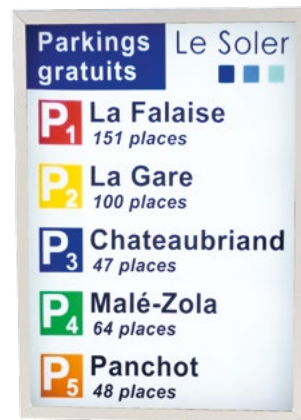 Parkings gratuits
Le Soler
P1 La Falaise
151 places
P2 La Gare
100 places
P3 Chateaubriand
47 places
P4 Malé-Zola
64 places
P5 Panchot
48 places